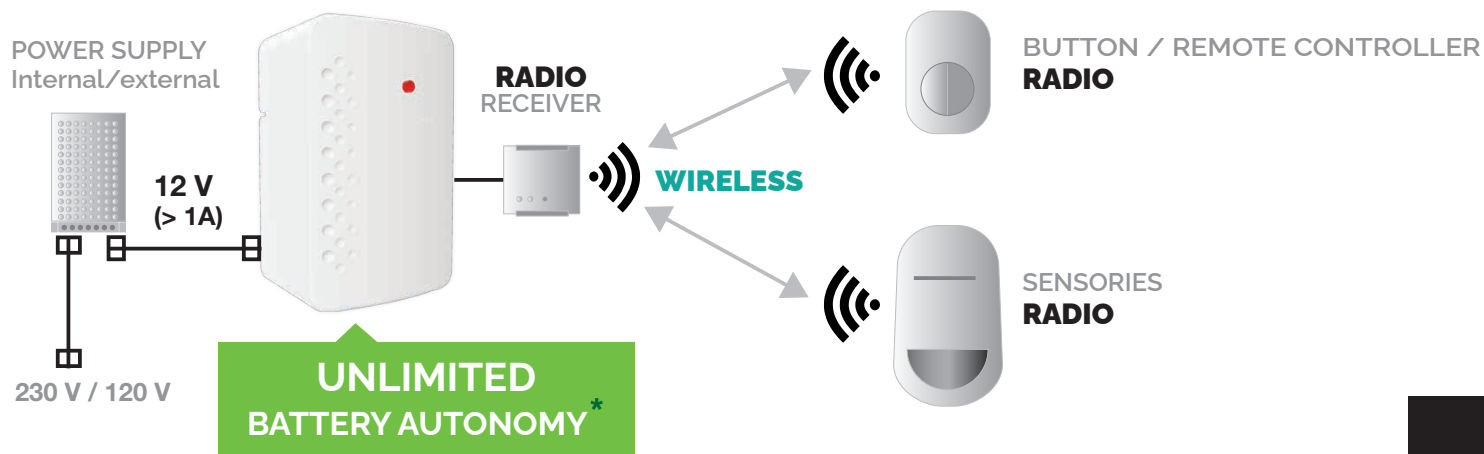 POWER SUPPLY
Internal/external
12 V
(> 1A)
230 V / 120 V
UNLIMITED
BATTERY AUTONOMY*
RADIO
RECEIVER
WIRELESS
BUTTON / REMOTE CONTROLLER
RADIO
SENSORIES
RADIO